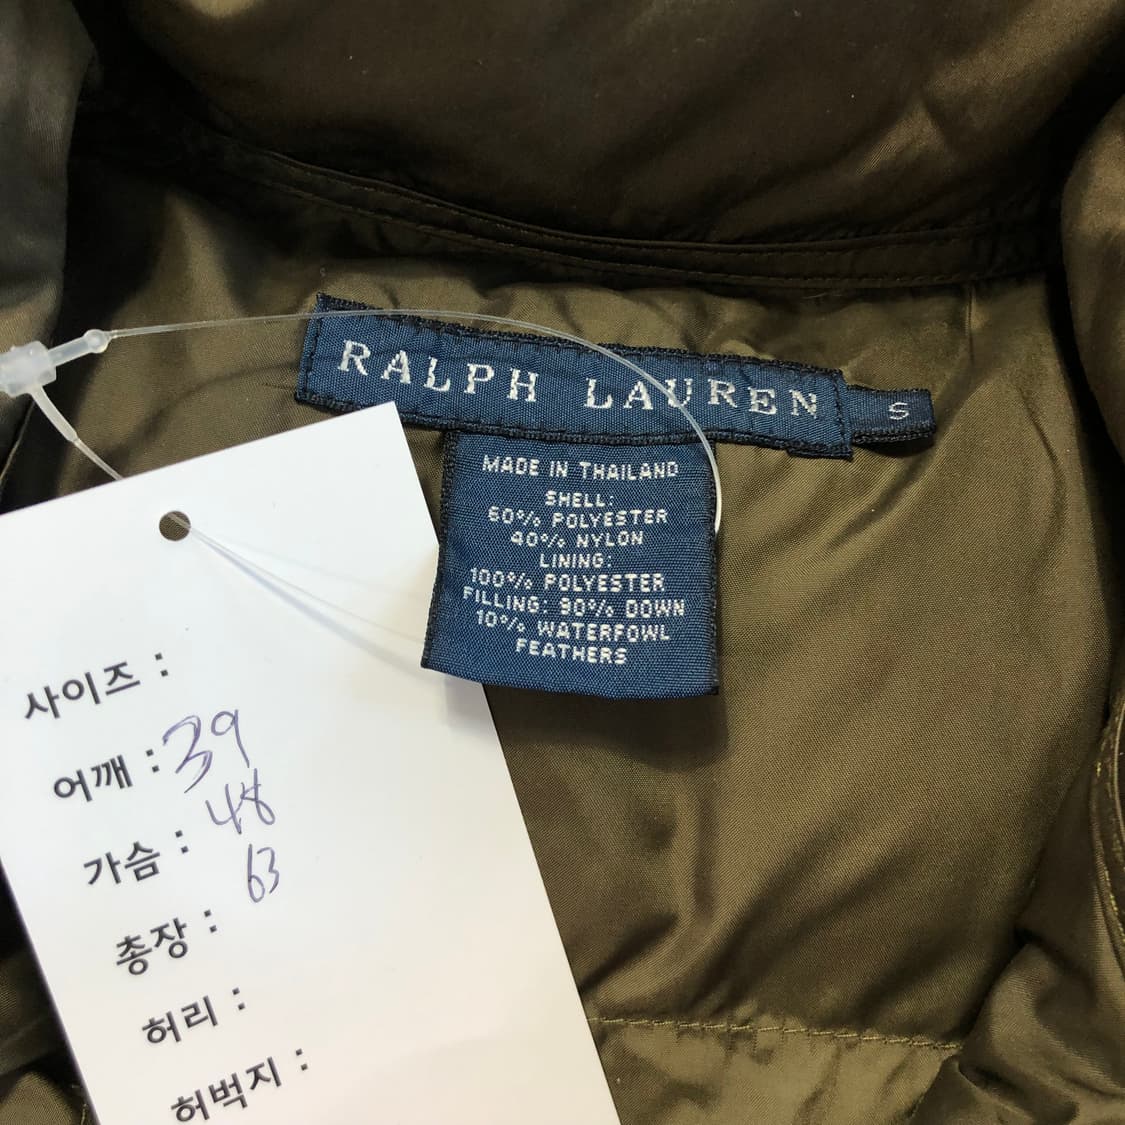 RALPH LAUREN S
MADE IN THAILAND
SHELL:
60% POLYESTER
40% NYLON
LINING:
100% POLYESTER
FILLING: 90% DOWN
10% WATERFOWL
FEATHERS
사이즈 :
어깨 : 39
가슴 : 48
총장 : 63
허리 :
허벅지 :